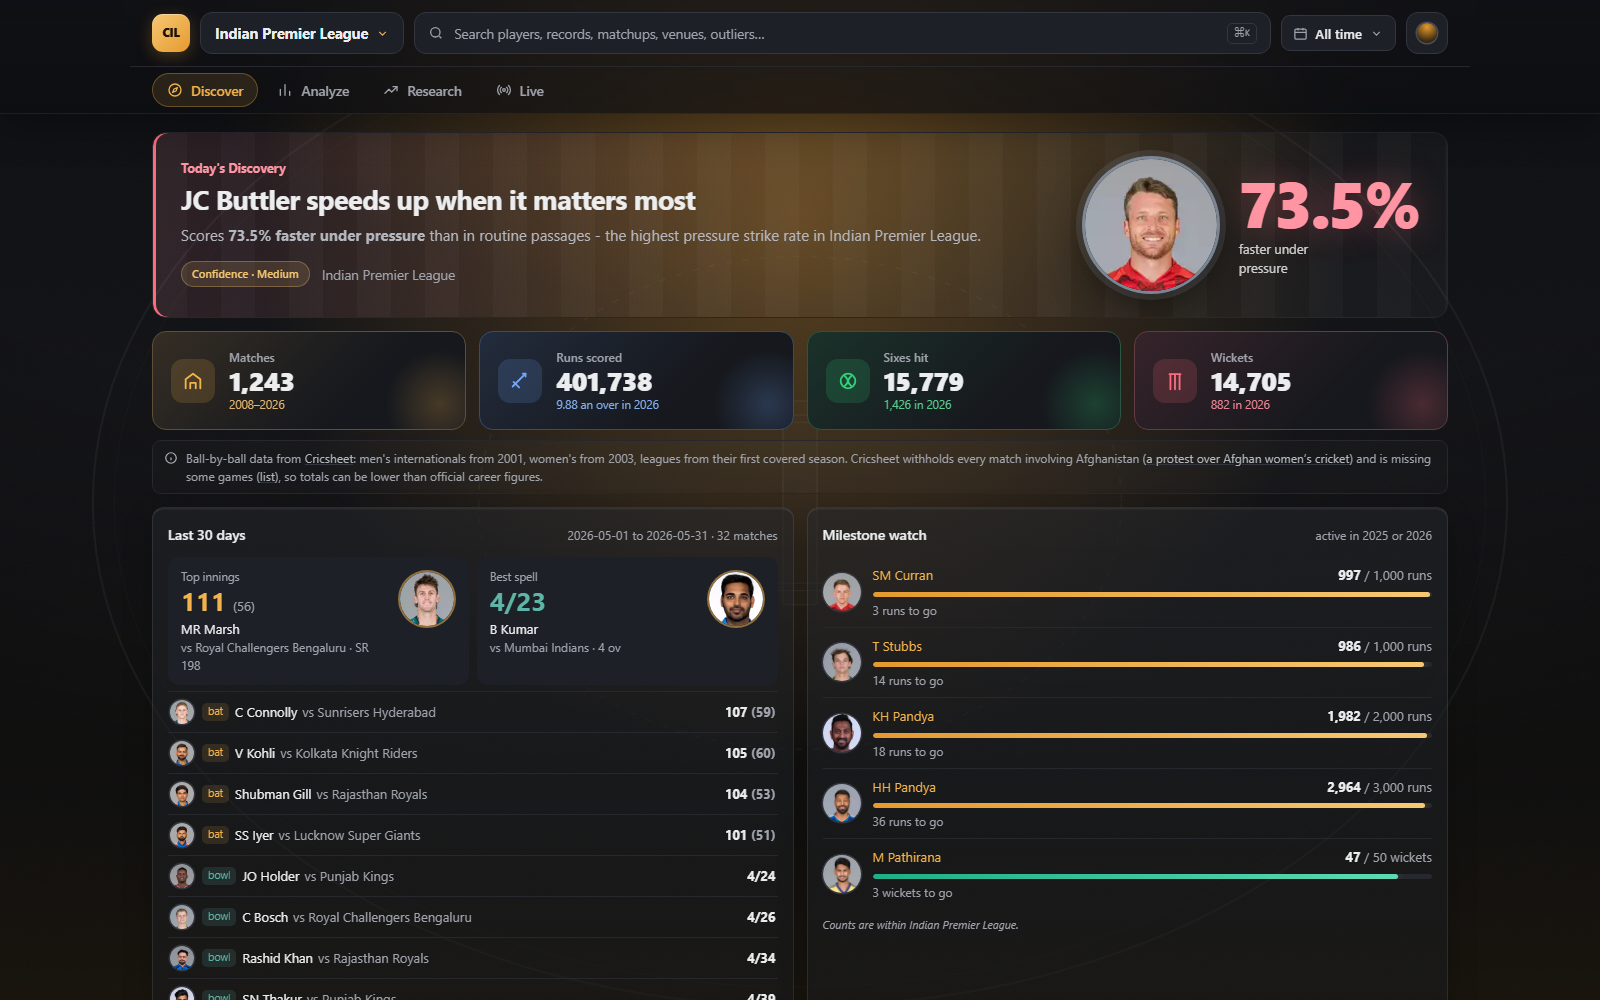 CIL
Indian Premier League
Search players, records, matchups, venues, outliers...
⌘K
All time
Discover
Analyze
Research
Live
Today's Discovery
JC Buttler speeds up when it matters most
Scores 73.5% faster under pressure than in routine passages - the highest pressure strike rate in Indian Premier League.
Confidence · Medium
Indian Premier League
73.5%
faster under
pressure
Matches
1,243
2008–2026
Runs scored
401,738
9.88 an over in 2026
Sixes hit
15,779
1,426 in 2026
Wickets
14,705
882 in 2026
Ball-by-ball data from Cricsheet: men's internationals from 2001, women's from 2003, leagues from their first covered season. Cricsheet withholds every match involving Afghanistan (a protest over Afghan women's cricket) and is missing
some games (list), so totals can be lower than official career figures.
Last 30 days
2026-05-01 to 2026-05-31 · 32 matches
Top innings
111 (56)
MR Marsh
vs Royal Challengers Bengaluru · SR
198
Best spell
4/23
B Kumar
vs Mumbai Indians · 4 ov
bat C Connolly vs Sunrisers Hyderabad 107 (59)
bat V Kohli vs Kolkata Knight Riders 105 (60)
bat Shubman Gill vs Rajasthan Royals 104 (53)
bat SS Iyer vs Lucknow Super Giants 101 (51)
bowl JO Holder vs Punjab Kings 4/24
bowl C Bosch vs Royal Challengers Bengaluru 4/26
bowl Rashid Khan vs Rajasthan Royals 4/34
bowl SN Thakur vs Punjab Kings 4/39
Milestone watch
active in 2025 or 2026
SM Curran 997 / 1,000 runs
3 runs to go
T Stubbs 986 / 1,000 runs
14 runs to go
KH Pandya 1,982 / 2,000 runs
18 runs to go
HH Pandya 2,964 / 3,000 runs
36 runs to go
M Pathirana 47 / 50 wickets
3 wickets to go
Counts are within Indian Premier League.